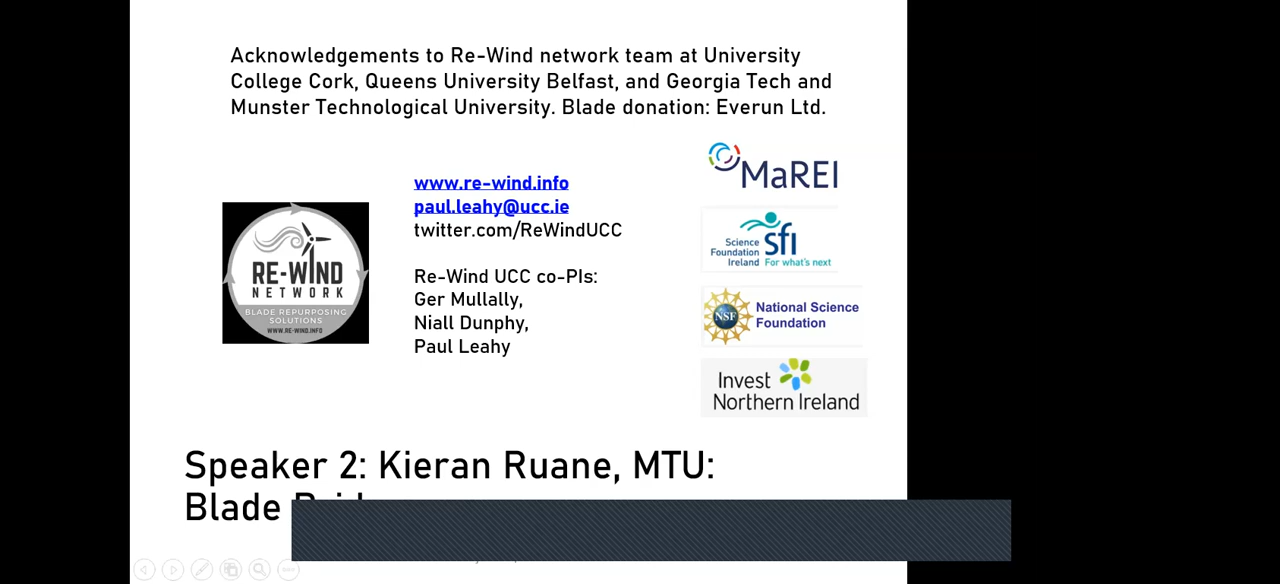 Acknowledgements to Re-Wind network team at University
College Cork, Queens University Belfast, and Georgia Tech and
Munster Technological University. Blade donation: Everun Ltd.
MaREI
www.re-wind.info
paul.leahy@ucc.ie
twitter.com/ReWindUCC
Science
Foundation
Ireland
sfi
For what's next
RE-WIND
NETWORK
BLADE REPURPOSING
SOLUTIONS
WWW.RE-WIND.INFO
Re-Wind UCC co-PIs:
Ger Mullally,
Niall Dunphy,
Paul Leahy
NSF
National Science
Foundation
Invest
Northern Ireland
Speaker 2: Kieran Ruane, MTU:
Blade